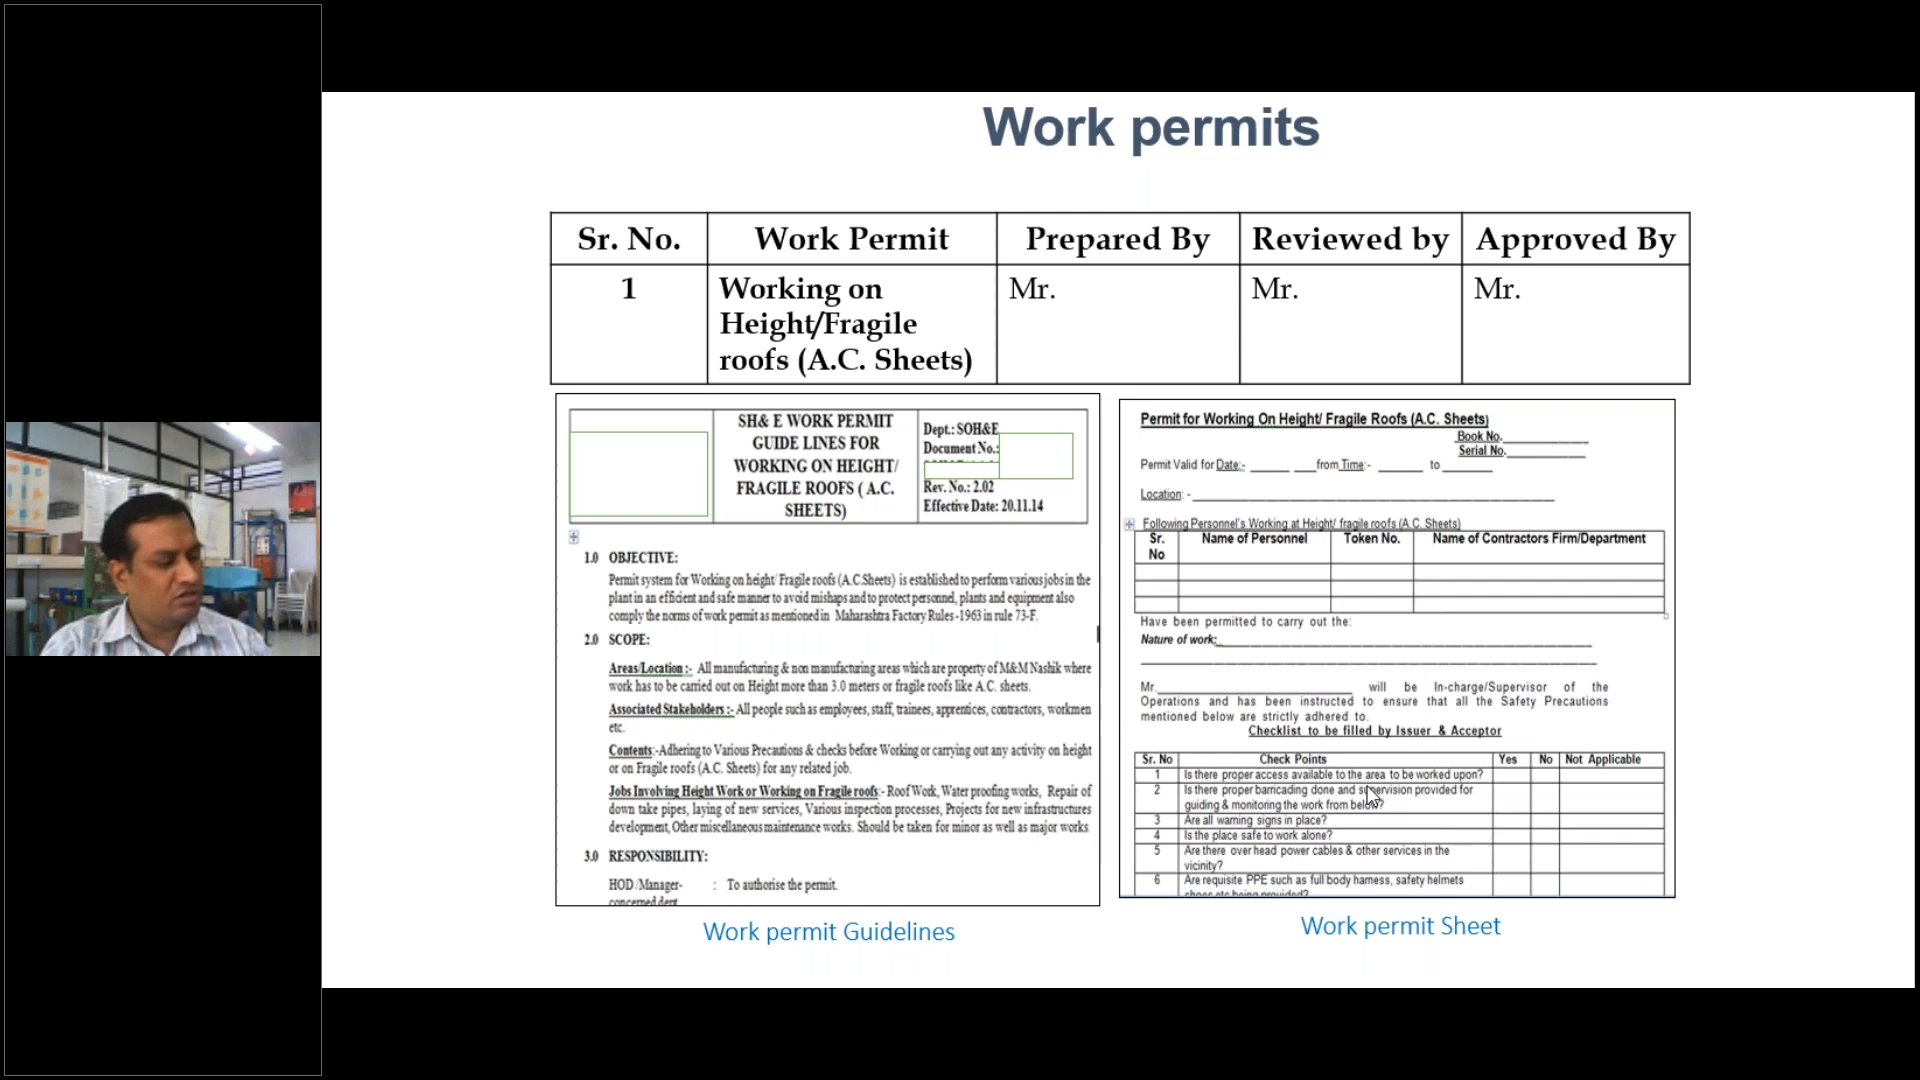 Work permits
Sr. No. Work Permit Prepared By Reviewed by Approved By
1 Working on Mr. Mr. Mr.
Height/Fragile
roofs (A.C. Sheets)
SH& E WORK PERMIT
GUIDE LINES FOR
WORKING ON HEIGHT/
FRAGILE ROOFS ( A.C.
SHEETS)
Dept.: SOH&E
Document No.:
Rev. No.: 2.02
Effective Date: 20.11.14
1.0 OBJECTIVE:
Permit system for Working on height/ Fragile roofs (A.C.Sheets) is established to perform various jobs in the
plant in an efficient and safe manner to avoid mishaps and to protect personnel, plants and equipment also
comply the norms of work permit as mentioned in Maharashtra Factory Rules -1963 in rule 73-F.
2.0 SCOPE:
Areas/Location :- All manufacturing & non manufacturing areas which are property of M&M Nashik where
work has to be carried out on Height more than 3.0 meters or fragile roofs like A.C. sheets.
Associated Stakeholders :- All people such as employees, staff, trainees, apprentices, contractors, workmen
etc.
Contents:-Adhering to Various Precautions & checks before Working or carrying out any activity on height
or on Fragile roofs (A.C. Sheets) for any related job.
Jobs Involving Height Work or Working on Fragile roofs:- Roof Work, Water proofing works, Repair of
down take pipes, laying of new services, Various inspection processes, Projects for new infrastructures
development, Other miscellaneous maintenance works. Should be taken for minor as well as major works
3.0 RESPONSIBILITY:
HOD /Manager- : To authorise the permit.
concerned dept
Work permit Guidelines
Permit for Working On Height/ Fragile Roofs (A.C. Sheets)
Book No.
Serial No.
Permit Valid for Date:- from Time:- to
Location: -
Following Personnel's Working at Height/ fragile roofs (A.C. Sheets)
Sr. Name of Personnel Token No. Name of Contractors Firm/Department
No
Have been permitted to carry out the:
Nature of work:
Mr. will be In-charge/Supervisor of the
Operations and has been instructed to ensure that all the Safety Precautions
mentioned below are strictly adhered to.
Checklist to be filled by Issuer & Acceptor
Sr. No Check Points Yes No Not Applicable
1 Is there proper access available to the area to be worked upon?
2 Is there proper barricading done and supervision provided for
guiding & monitoring the work from below?
3 Are all warning signs in place?
4 Is the place safe to work alone?
5 Are there over head power cables & other services in the
vicinity?
6 Are requisite PPE such as full body harness, safety helmets
shoes etc being provided?
Work permit Sheet